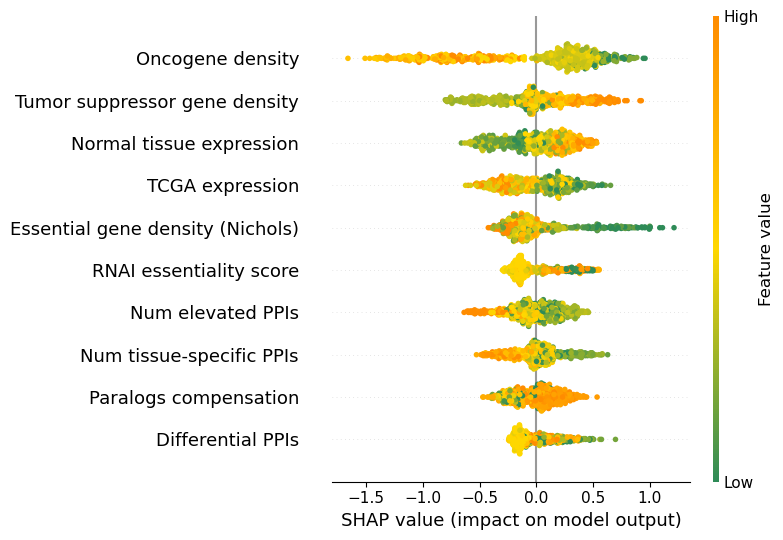 High
Oncogene density
Tumor suppressor gene density
Normal tissue expression
TCGA expression
Essential gene density (Nichols)
RNAI essentiality score
Num elevated PPIs
Num tissue-specific PPIs
Paralogs compensation
Differential PPIs
Feature value
Low
−1.5 −1.0 −0.5 0.0 0.5 1.0
SHAP value (impact on model output)